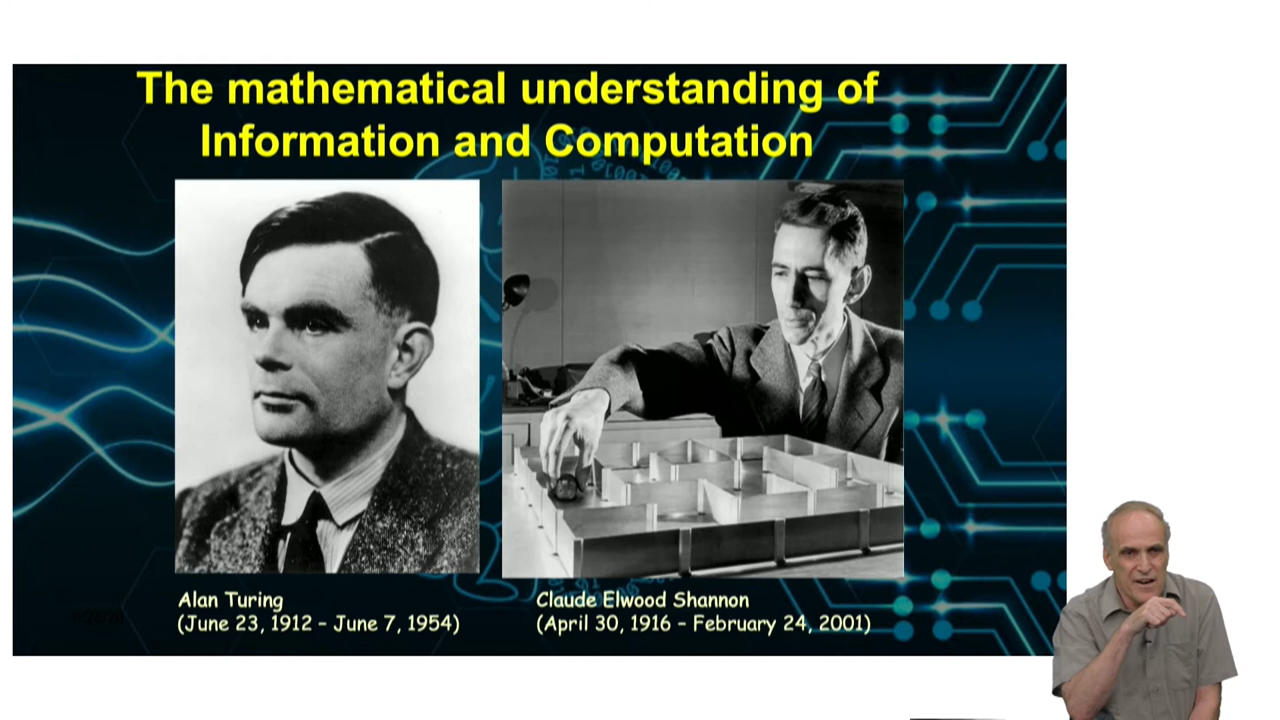 The mathematical understanding of
Information and Computation
Alan Turing
(June 23, 1912 – June 7, 1954)
Claude Elwood Shannon
(April 30, 1916 – February 24, 2001)